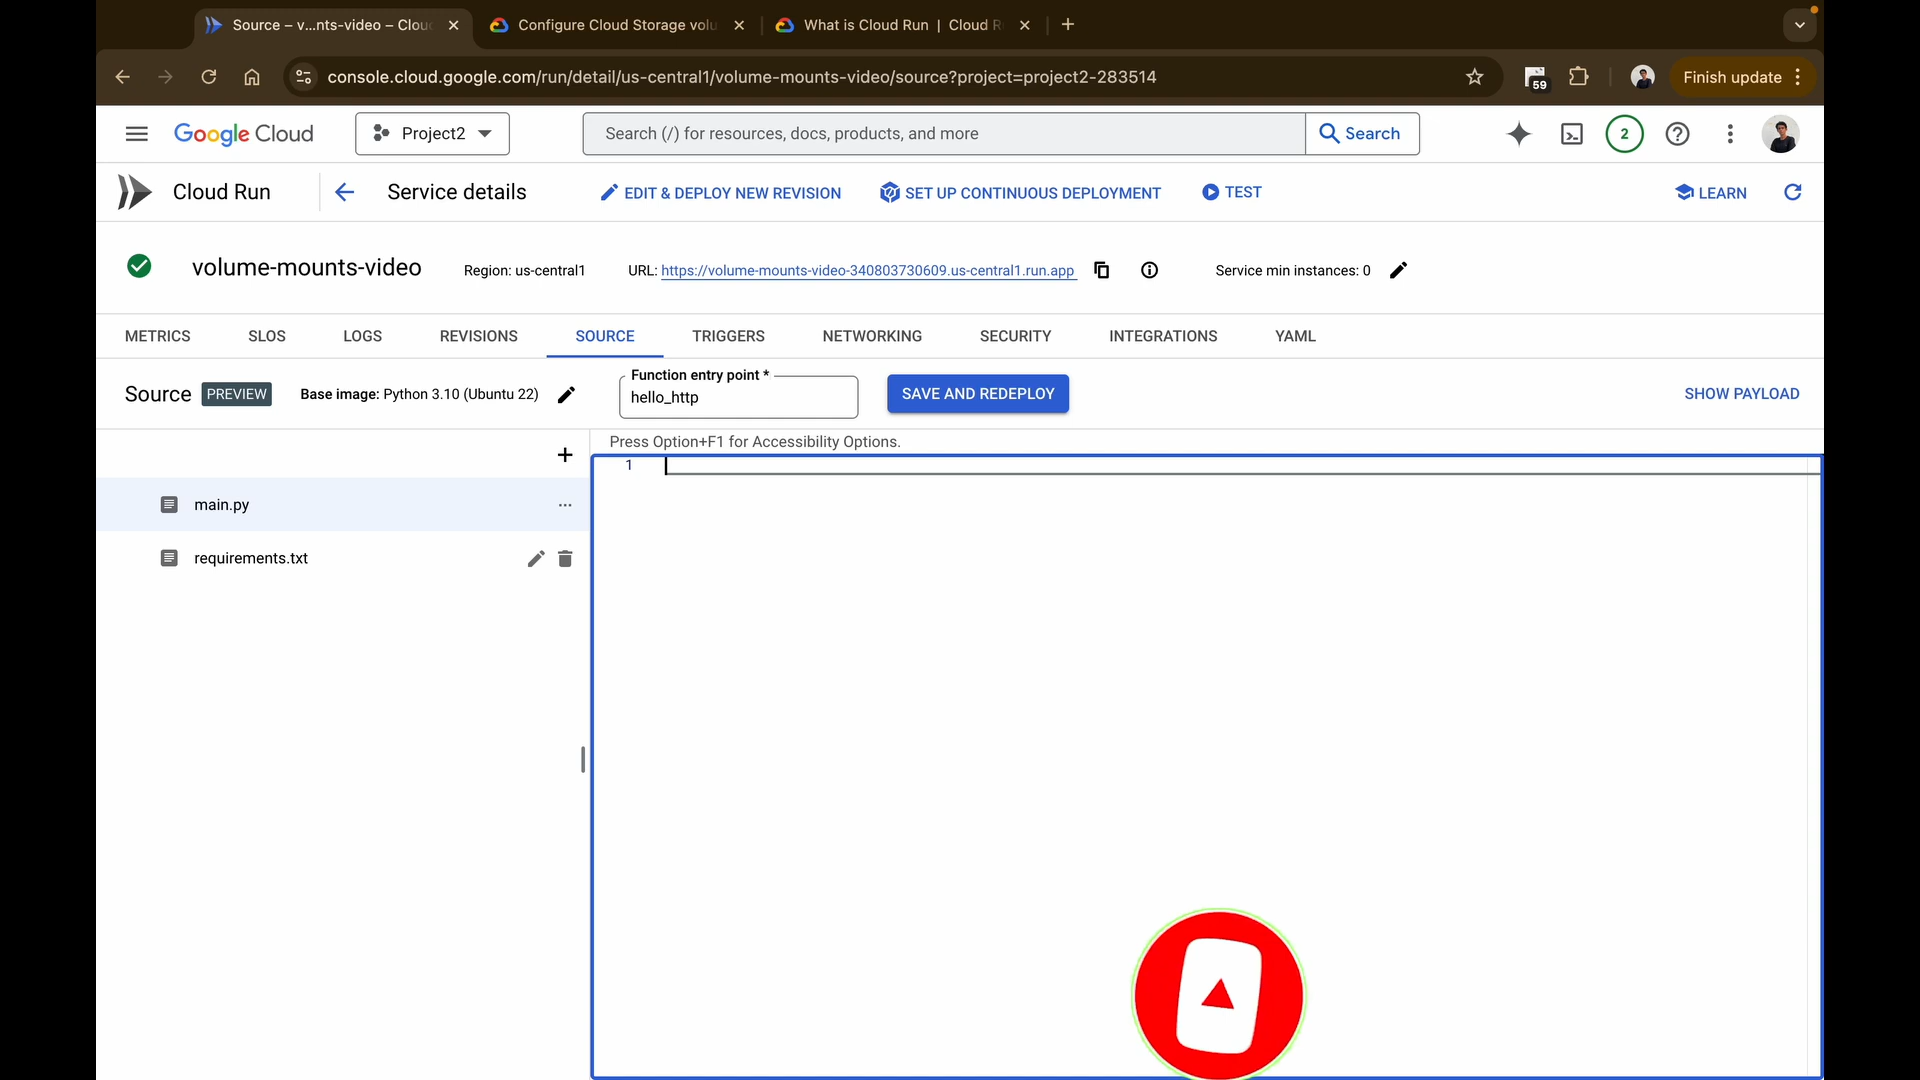 Source – v...nts-video – Clou
Configure Cloud Storage volu
What is Cloud Run | Cloud R
console.cloud.google.com/run/detail/us-central1/volume-mounts-video/source?project=project2-283514
59
Finish update
Google Cloud
Project2
Search (/) for resources, docs, products, and more
Search
2
Cloud Run
Service details
EDIT & DEPLOY NEW REVISION
SET UP CONTINUOUS DEPLOYMENT
TEST
LEARN
volume-mounts-video
Region: us-central1
URL: https://volume-mounts-video-340803730609.us-central1.run.app
Service min instances: 0
METRICS
SLOS
LOGS
REVISIONS
SOURCE
TRIGGERS
NETWORKING
SECURITY
INTEGRATIONS
YAML
Source
PREVIEW
Base image: Python 3.10 (Ubuntu 22)
Function entry point *
hello_http
SAVE AND REDEPLOY
SHOW PAYLOAD
Press Option+F1 for Accessibility Options.
1
main.py
requirements.txt